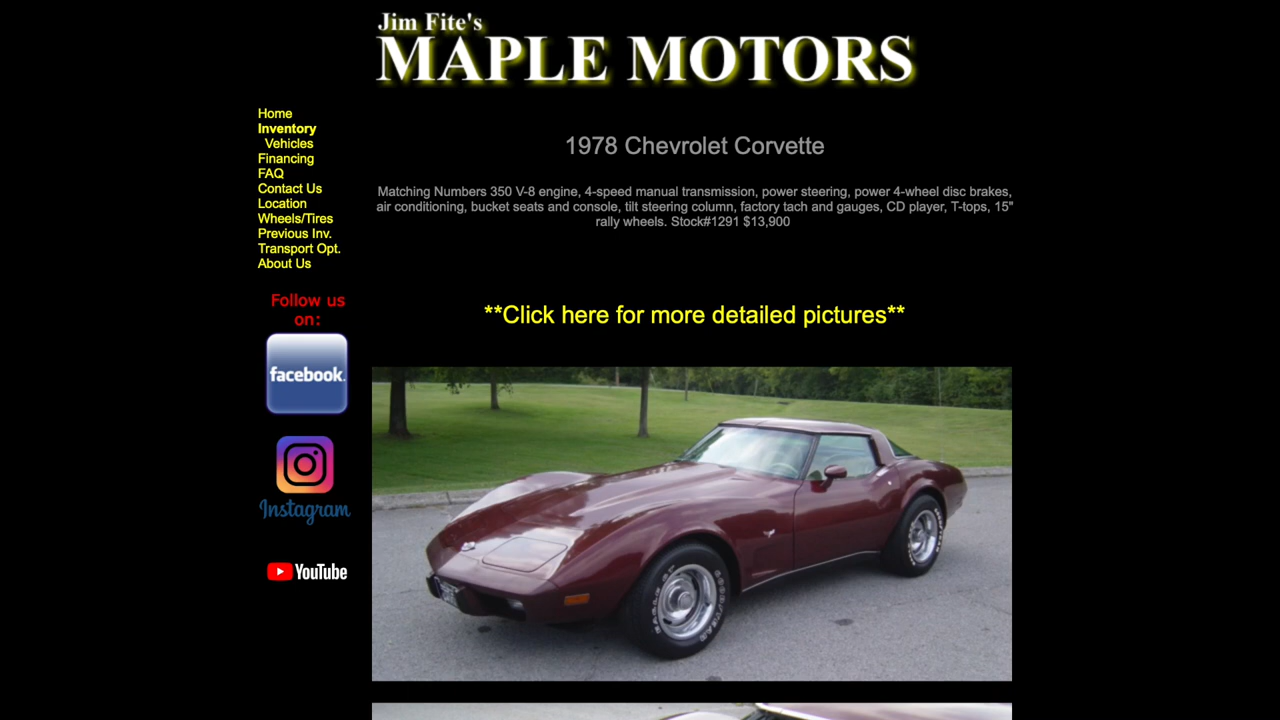 Jim Fite's
MAPLE MOTORS
Home
Inventory
Vehicles
Financing
FAQ
Contact Us
Location
Wheels/Tires
Previous Inv.
Transport Opt.
About Us
Follow us
on:
facebook.
Instagram
YouTube
1978 Chevrolet Corvette
Matching Numbers 350 V-8 engine, 4-speed manual transmission, power steering, power 4-wheel disc brakes,
air conditioning, bucket seats and console, tilt steering column, factory tach and gauges, CD player, T-tops, 15"
rally wheels. Stock#1291 $13,900
**Click here for more detailed pictures**